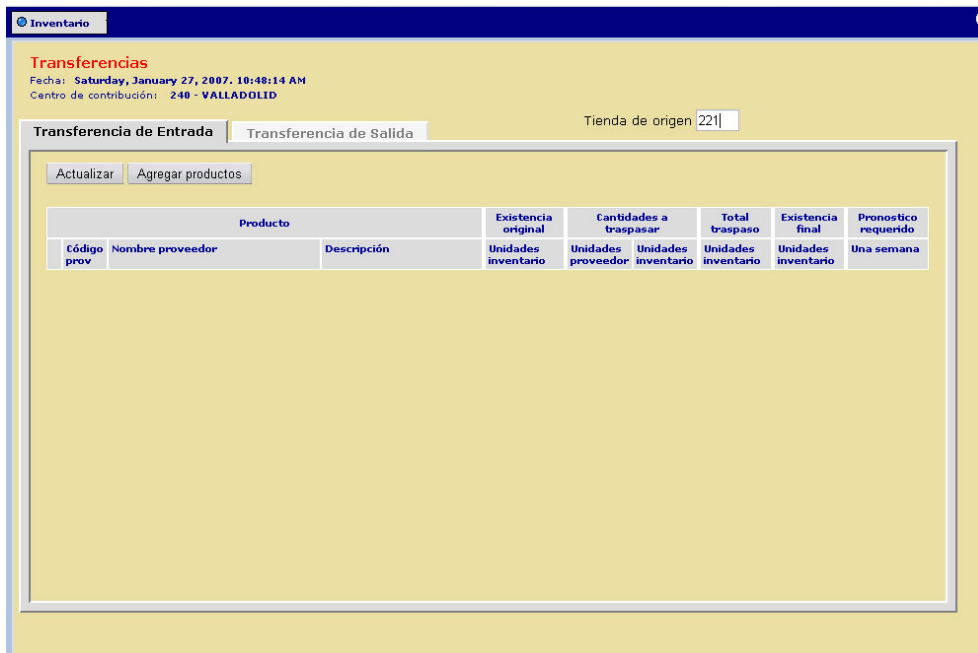 Inventario
Transferencias
Fecha: Saturday, January 27, 2007. 10:48:14 AM
Centro de contribución: 240 - VALLADOLID
Tienda de origen 221
Transferencia de Entrada Transferencia de Salida
Actualizar Agregar productos
Producto Existencia original Cantidades a traspasar Total traspaso Existencia final Pronostico requerido
Código prov Nombre proveedor Descripción Unidades inventario Unidades proveedor Unidades inventario Unidades inventario Unidades inventario Una semana